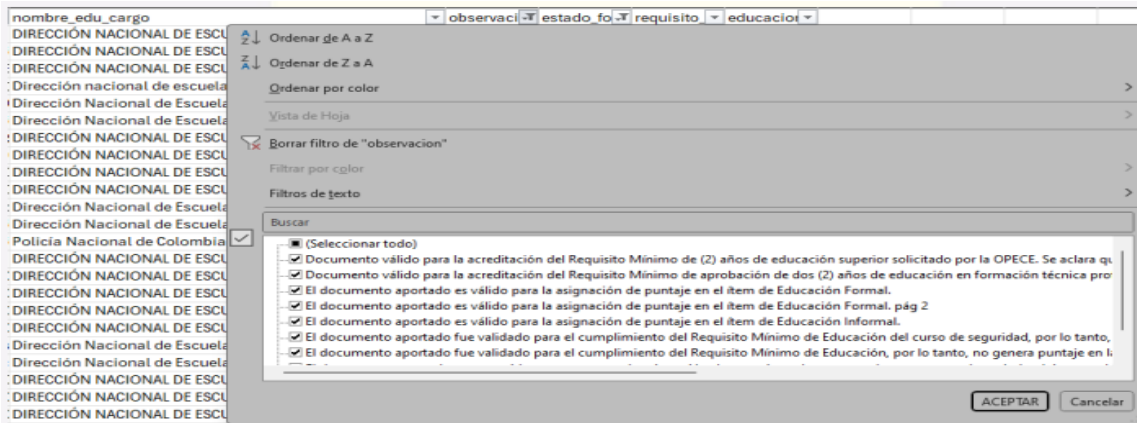 nombre_edu_cargo observaci estado_fo requisito_ educacion
DIRECCIÓN NACIONAL DE ESCU
DIRECCIÓN NACIONAL DE ESCU
DIRECCIÓN NACIONAL DE ESCU
Dirección nacional de escuela
Dirección Nacional de Escuela
Dirección Nacional de Escuela
DIRECCIÓN NACIONAL DE ESCU
DIRECCIÓN NACIONAL DE ESCU
DIRECCIÓN NACIONAL DE ESCU
DIRECCIÓN NACIONAL DE ESCU
Dirección Nacional de Escuela
Dirección Nacional de Escuela
Policía Nacional de Colombia
DIRECCIÓN NACIONAL DE ESCU
DIRECCIÓN NACIONAL DE ESCU
DIRECCIÓN NACIONAL DE ESCU
DIRECCIÓN NACIONAL DE ESCU
DIRECCIÓN NACIONAL DE ESCU
Dirección Nacional de Escuela
Dirección Nacional de Escuela
DIRECCIÓN NACIONAL DE ESCU
DIRECCIÓN NACIONAL DE ESCU
DIRECCIÓN NACIONAL DE ESCU
Ordenar de A a Z
Ordenar de Z a A
Ordenar por color
Vista de Hoja
Borrar filtro de "observacion"
Filtrar por color
Filtros de texto
Buscar
(Seleccionar todo)
Documento válido para la acreditación del Requisito Mínimo de (2) años de educación superior solicitado por la OPECE. Se aclara qu
Documento válido para la acreditación del Requisito Mínimo de aprobación de dos (2) años de educación en formación técnica pro
El documento aportado es válido para la asignación de puntaje en el ítem de Educación Formal.
El documento aportado es válido para la asignación de puntaje en el ítem de Educación Formal. pág 2
El documento aportado es válido para la asignación de puntaje en el ítem de Educación Informal.
El documento aportado fue validado para el cumplimiento del Requisito Mínimo de Educación del curso de seguridad, por lo tanto,
El documento aportado fue validado para el cumplimiento del Requisito Mínimo de Educación, por lo tanto, no genera puntaje en la
ACEPTAR Cancelar